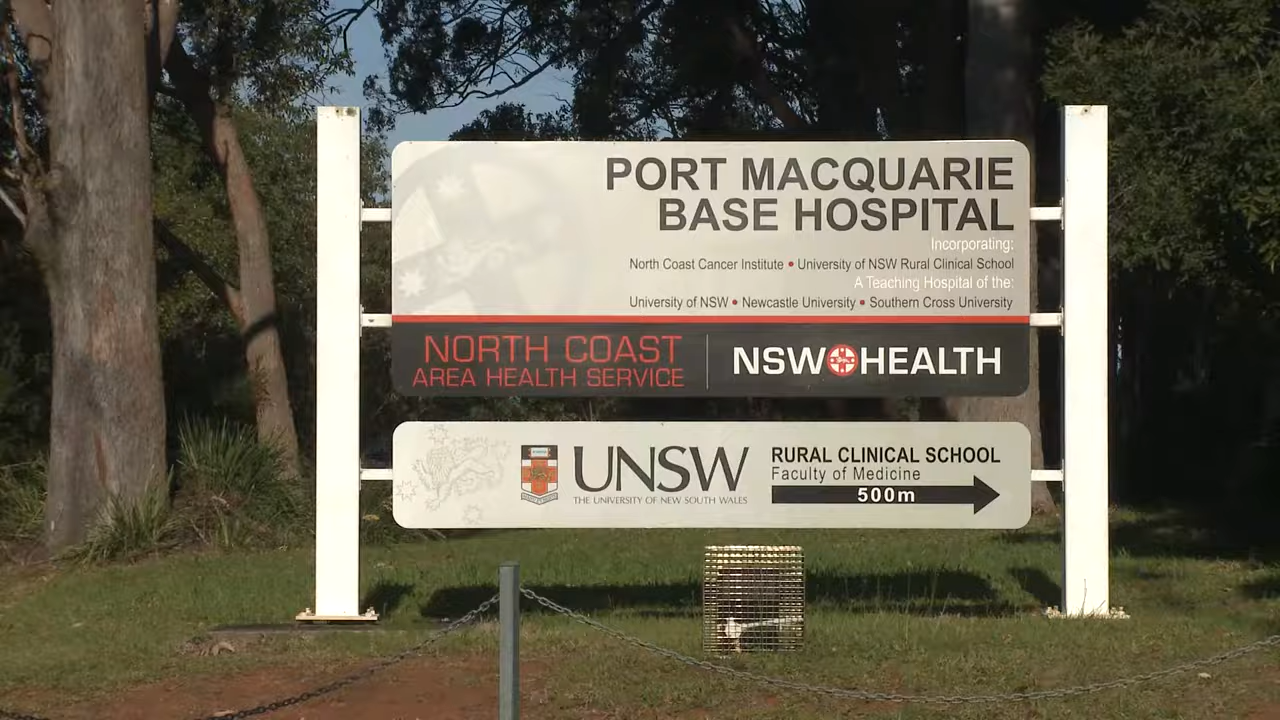 PORT MACQUARIE
BASE HOSPITAL
Incorporating:
North Coast Cancer Institute • University of NSW Rural Clinical School
A Teaching Hospital of the:
University of NSW • Newcastle University • Southern Cross University
NORTH COAST
AREA HEALTH SERVICE
NSW HEALTH
UNSW
THE UNIVERSITY OF NEW SOUTH WALES
RURAL CLINICAL SCHOOL
Faculty of Medicine
500m